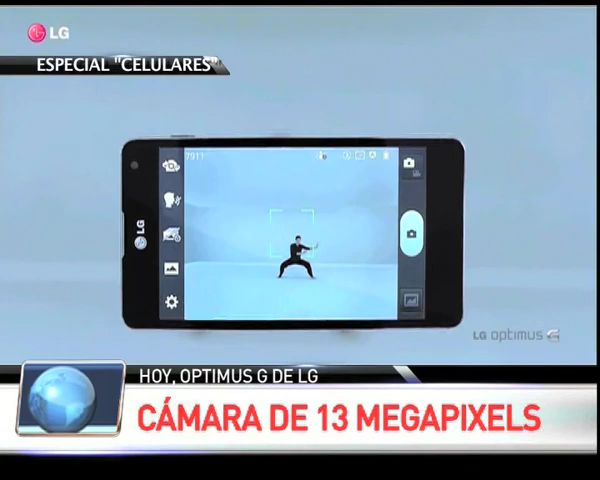 LG
ESPECIAL "CELULARES"
7911
LG
LG optimus G
HOY, OPTIMUS G DE LG
CÁMARA DE 13 MEGAPIXELS